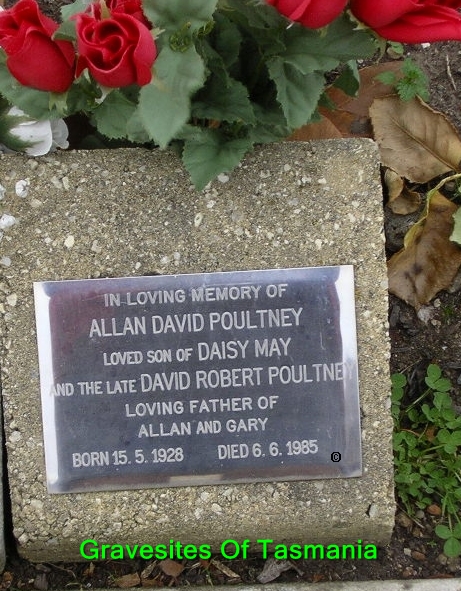 IN LOVING MEMORY OF
ALLAN DAVID POULTNEY
LOVED SON OF DAISY MAY
AND THE LATE DAVID ROBERT POULTNEY
LOVING FATHER OF
ALLAN AND GARY
BORN 15. 5. 1928 DIED 6. 6. 1985 ©
Gravesites Of Tasmania